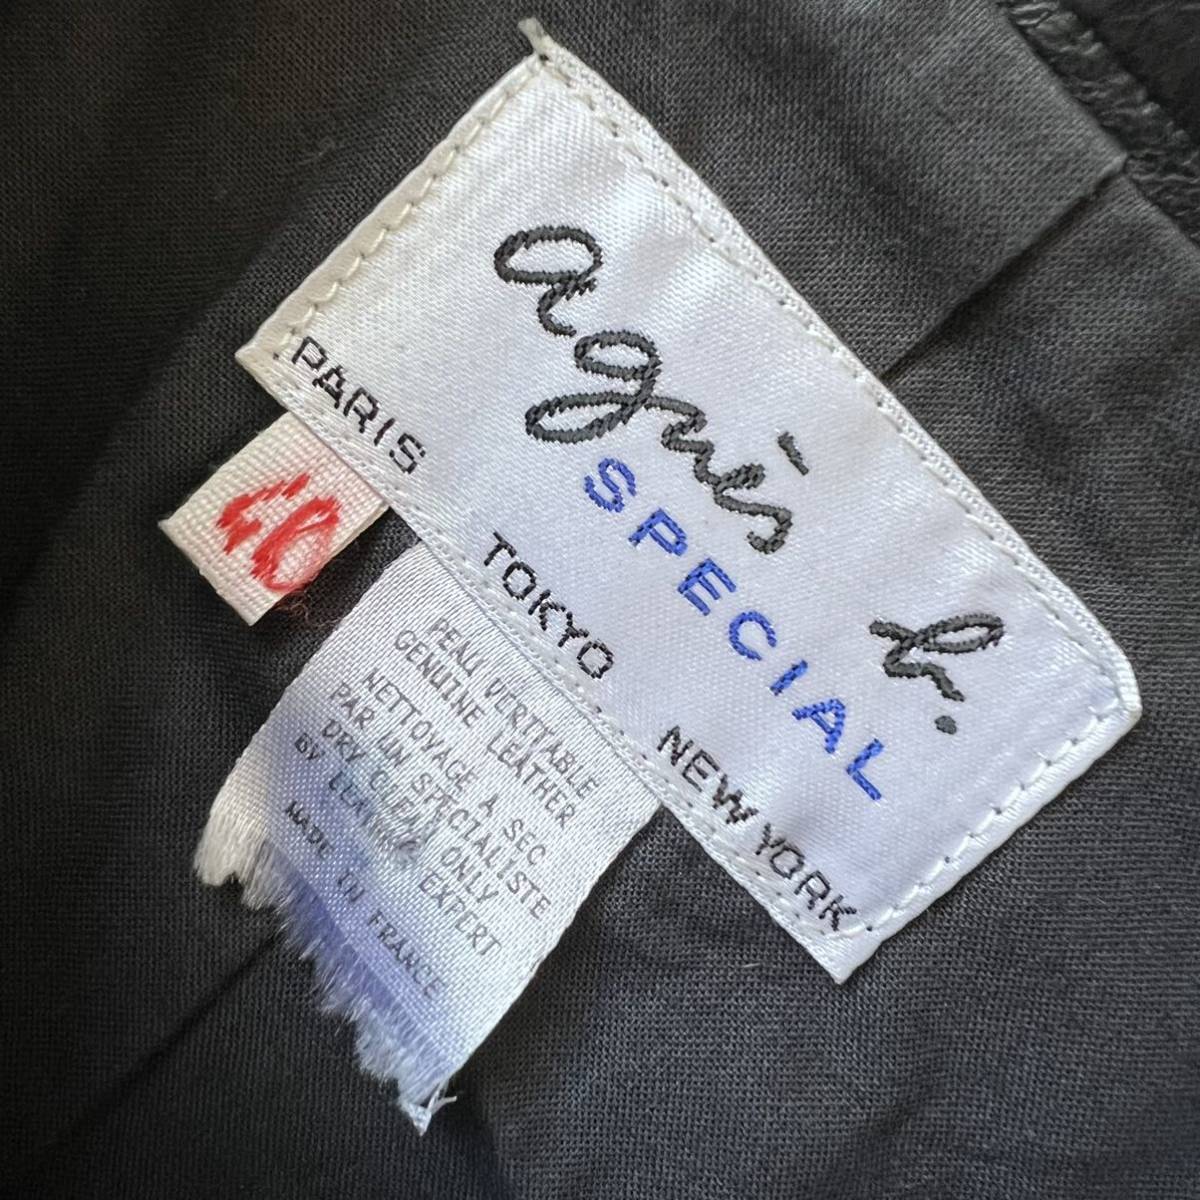 agnès b.
SPECIAL
PARIS TOKYO NEW YORK
40
PEAU VERITABLE
GENUINE LEATHER
NETTOYAGE A SEC
PAR UN SPECIALISTE
DRY CLEAN ONLY
BY LEATHER EXPERT
MADE IN FRANCE